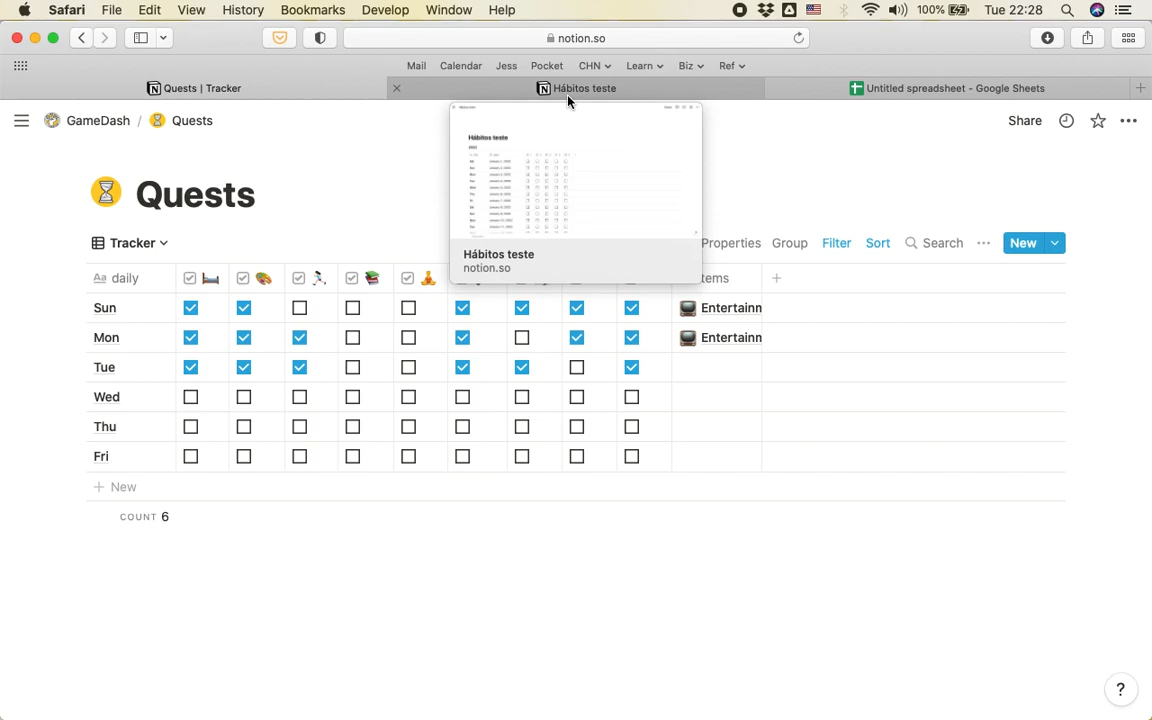 Safari File Edit View History Bookmarks Develop Window Help 100% Tue 22:28
notion.so
Mail Calendar Jess Pocket CHN Learn Biz Ref
Quests | Tracker Hábitos teste Untitled spreadsheet - Google Sheets
GameDash / Quests Share
Hábitos teste
Quests
Tracker Properties Group Filter Sort Search New
Hábitos teste
notion.so
Aa daily tems
Sun Entertainn
Mon Entertainn
Tue
Wed
Thu
Fri
+ New
COUNT 6
?